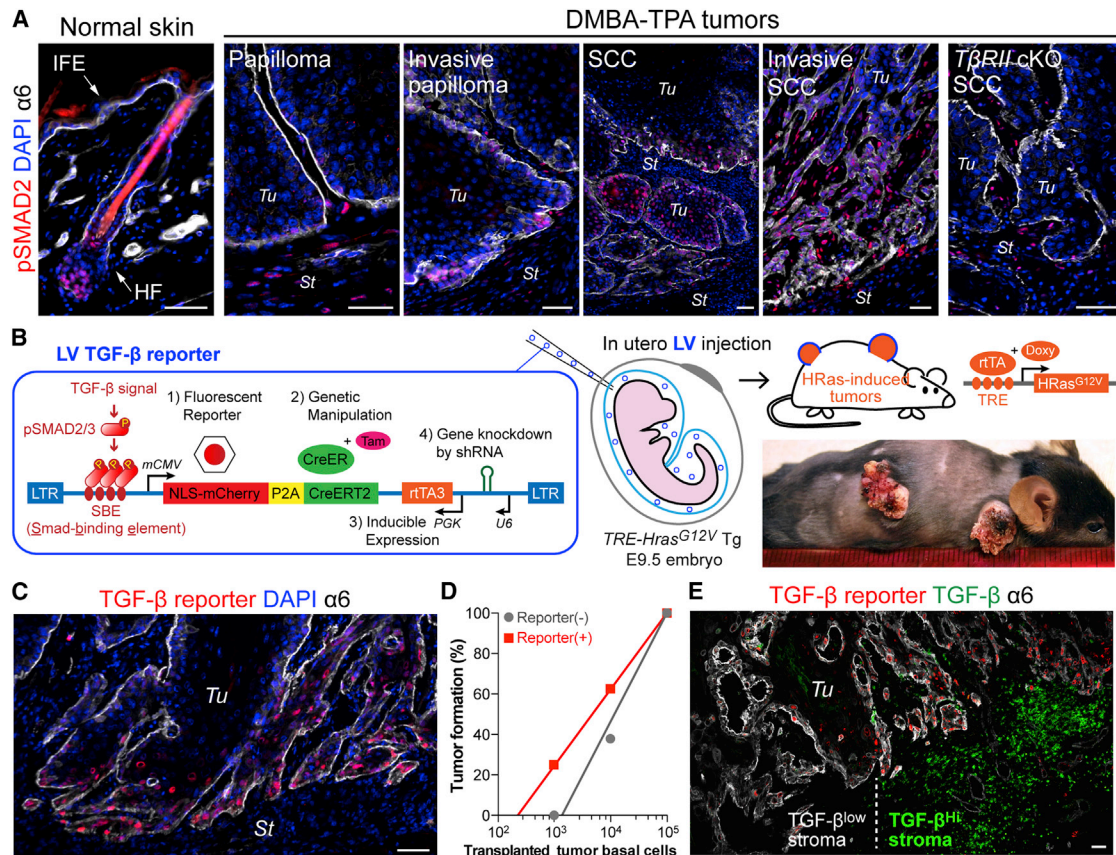 A
Normal skin
DMBA-TPA tumors
pSMAD2 DAPI α6
IFE
HF
Papilloma
Tu
St
Invasive
papilloma
Tu
St
SCC
Tu
St
Tu
St
Invasive
SCC
Tu
St
TβRII cKO
SCC
Tu
Tu
St
B
LV TGF-β reporter
TGF-β signal
pSMAD2/3
P
P P P
1) Fluorescent
Reporter
2) Genetic
Manipulation
CreER
+
Tam
4) Gene knockdown
by shRNA
mCMV
LTR
SBE
(Smad-binding element)
NLS-mCherry
P2A
CreERT2
rtTA3
LTR
3) Inducible
Expression
PGK
U6
In utero LV injection
TRE-HrasG12V Tg
E9.5 embryo
HRas-induced
tumors
rtTA
+
Doxy
TRE
HRasG12V
C
TGF-β reporter DAPI α6
Tu
St
D
Tumor formation (%)
100
80
60
40
20
0
Reporter(-)
Reporter(+)
10² 10³ 10⁴ 10⁵
Transplanted tumor basal cells
E
TGF-β reporter TGF-β α6
Tu
TGF-βlow
stroma
TGF-βHi
stroma